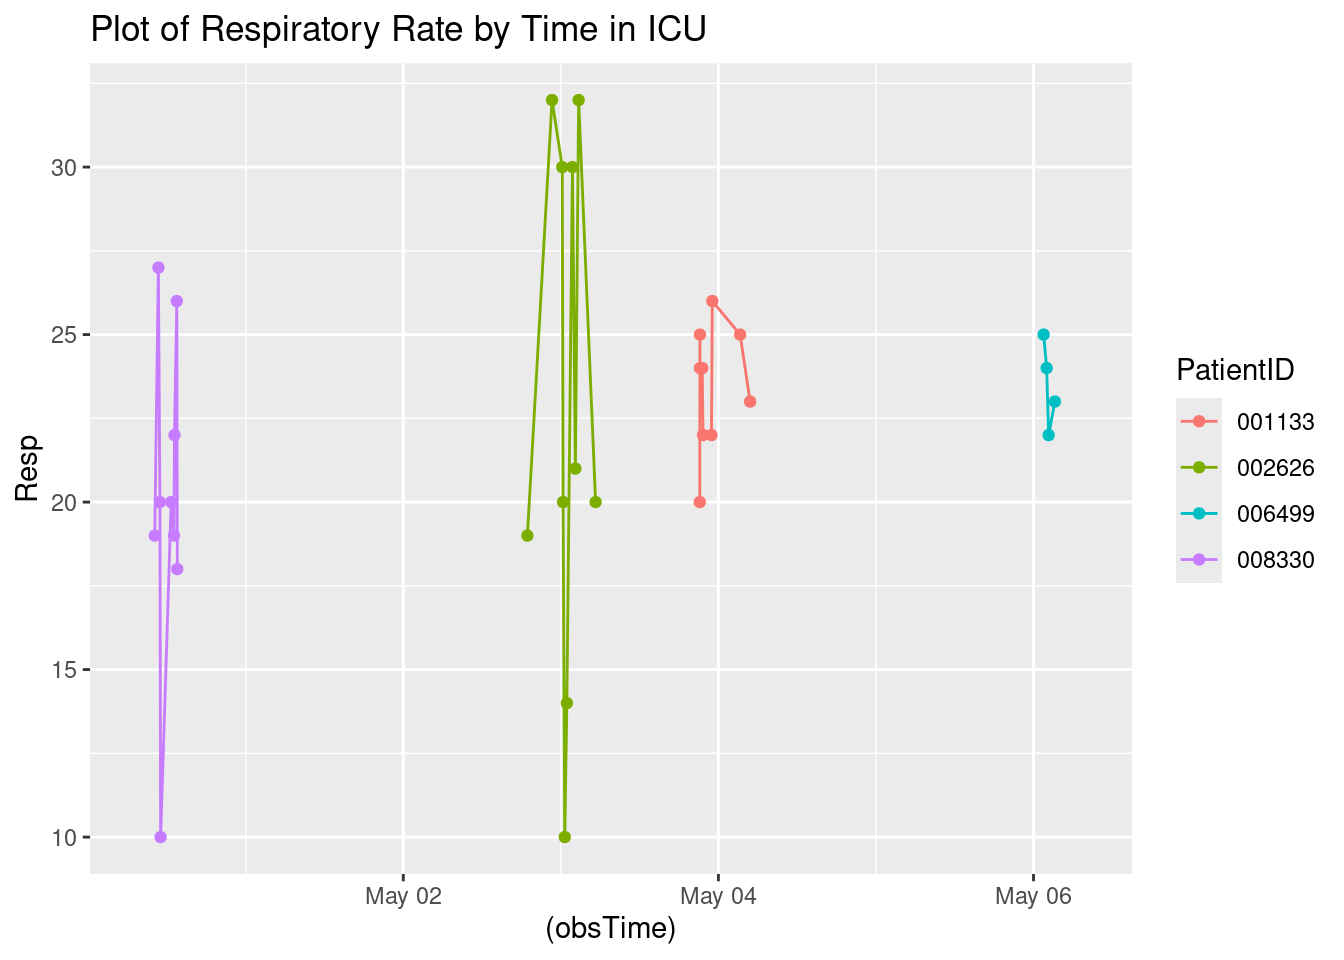 Plot of Respiratory Rate by Time in ICU
30
25
20
15
10
Resp
May 02
May 04
May 06
(obsTime)
PatientID
001133
002626
006499
008330